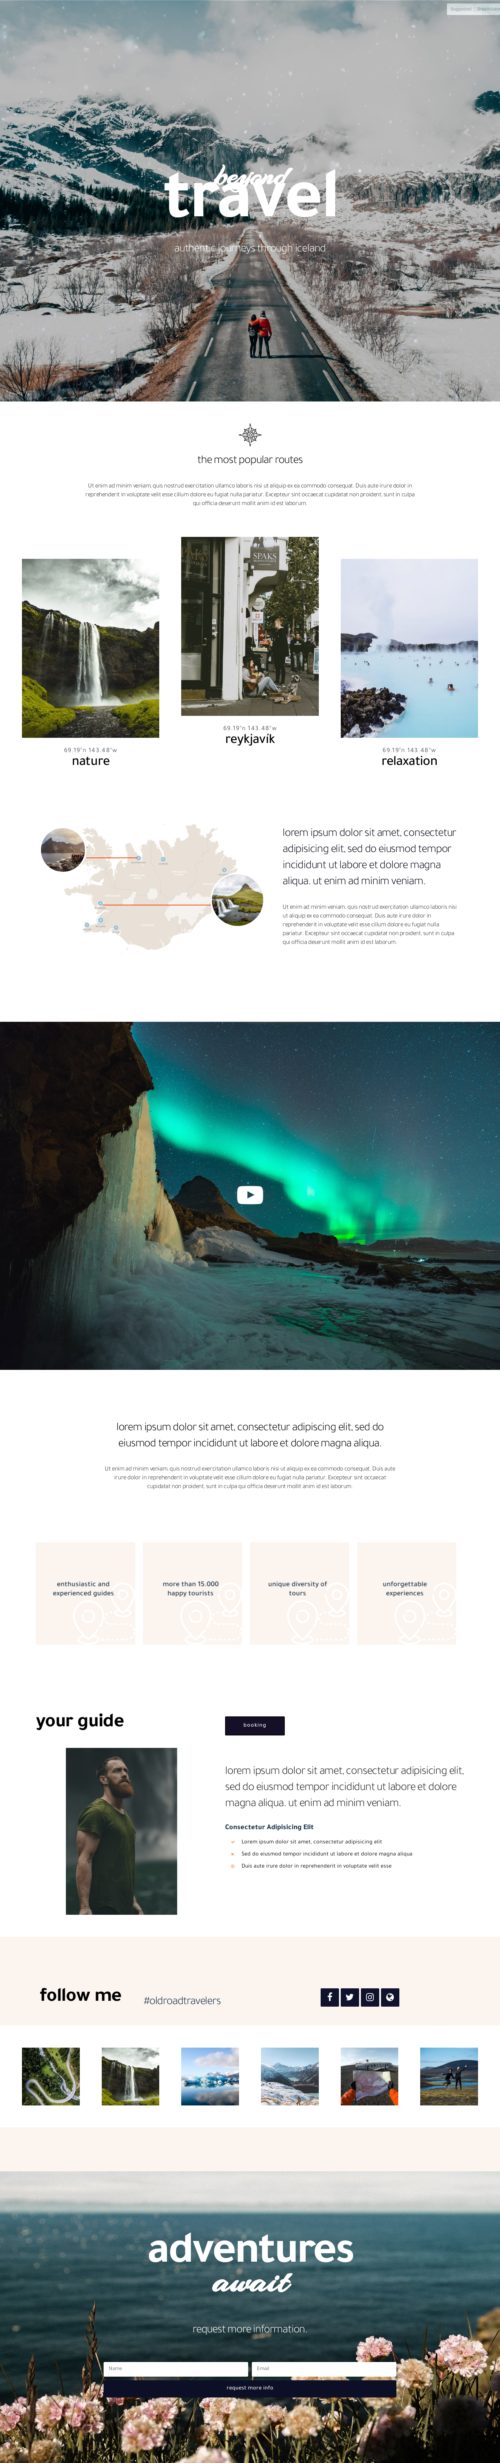 beyond
travel
authentic journeys through iceland
the most popular routes
Ut enim ad minim veniam, quis nostrud exercitation ullamco laboris nisi ut aliquip ex ea commodo consequat. Duis aute irure dolor in
reprehenderit in voluptate velit esse cillum dolore eu fugiat nulla pariatur. Excepteur sint occaecat cupidatat non proident, sunt in culpa
qui officia deserunt mollit anim id est laborum.
SPAKS
69.19°n 143.48°w
nature
69.19°n 143.48°w
reykjavík
69.19°n 143.48°w
relaxation
lorem ipsum dolor sit amet, consectetur
adipisicing elit, sed do eiusmod tempor
incididunt ut labore et dolore magna
aliqua. ut enim ad minim veniam.
Ut enim ad minim veniam, quis nostrud exercitation ullamco laboris nisi
ut aliquip ex ea commodo consequat. Duis aute irure dolor in
reprehenderit in voluptate velit esse cillum dolore eu fugiat nulla
pariatur. Excepteur sint occaecat cupidatat non proident, sunt in culpa
qui officia deserunt mollit anim id est laborum.
lorem ipsum dolor sit amet, consectetur adipiscing elit, sed do
eiusmod tempor incididunt ut labore et dolore magna aliqua.
Ut enim ad minim veniam, quis nostrud exercitation ullamco laboris nisi ut aliquip ex ea commodo consequat. Duis aute
irure dolor in reprehenderit in voluptate velit esse cillum dolore eu fugiat nulla pariatur. Excepteur sint occaecat
cupidatat non proident, sunt in culpa qui officia deserunt mollit anim id est laborum.
enthusiastic and
experienced guides
more than 15.000
happy tourists
unique diversity of
tours
unforgettable
experiences
your guide
booking
lorem ipsum dolor sit amet, consectetur adipisicing elit,
sed do eiusmod tempor incididunt ut labore et dolore
magna aliqua. ut enim ad minim veniam.
Consectetur Adipisicing Elit
Lorem ipsum dolor sit amet, consectetur adipisicing elit
Sed do eiusmod tempor incididunt ut labore et dolore magna aliqua
Duis aute irure dolor in reprehenderit in voluptate velit esse
follow me
#oldroadtravelers
adventures
await
request more information.
Name
Email
request more info